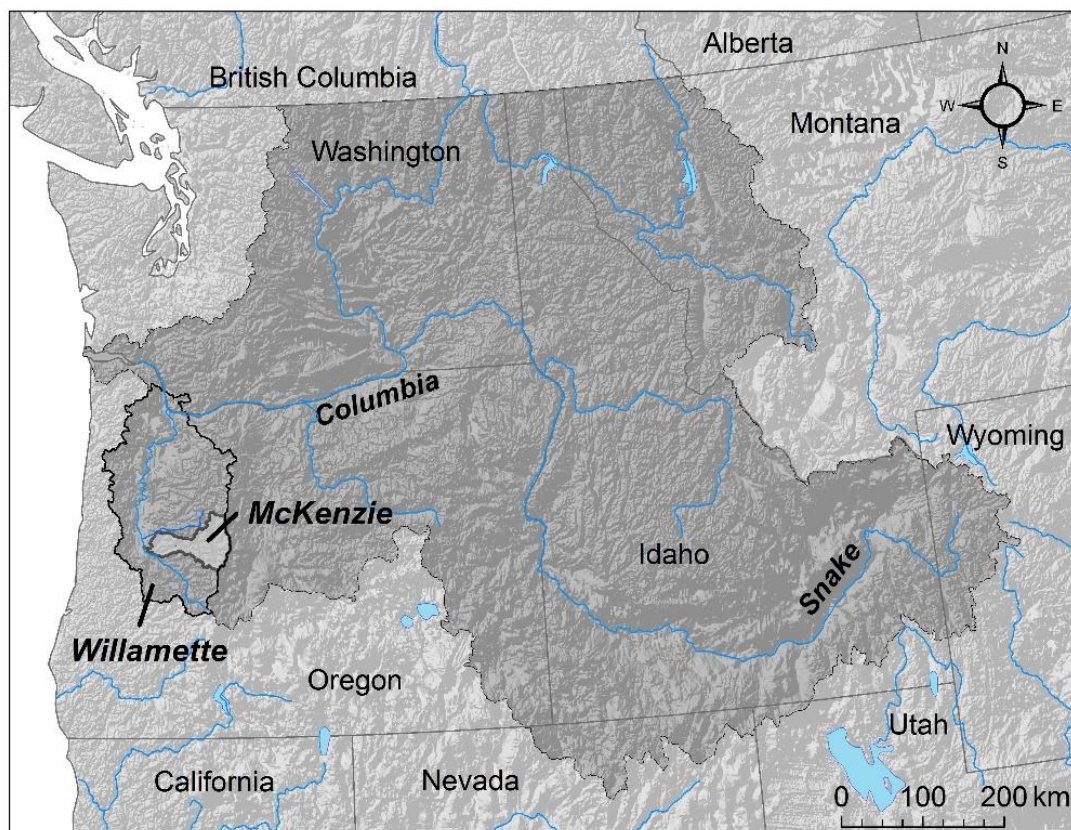 Alberta
N
British Columbia
W
E
Montana
S
Washington
Columbia
Wyoming
McKenzie
Idaho
Snake
Willamette
Oregon
Utah
California
Nevada
0 100 200 km